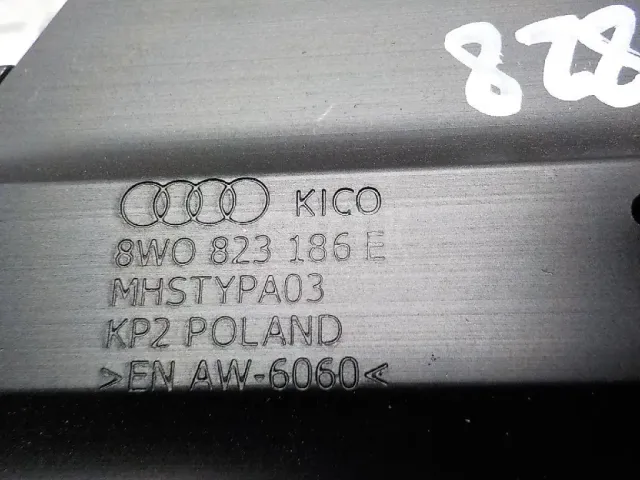 828
KICO
8W0 823 186 E
MHSTYPA03
KP2 POLAND
>EN AW-6060<